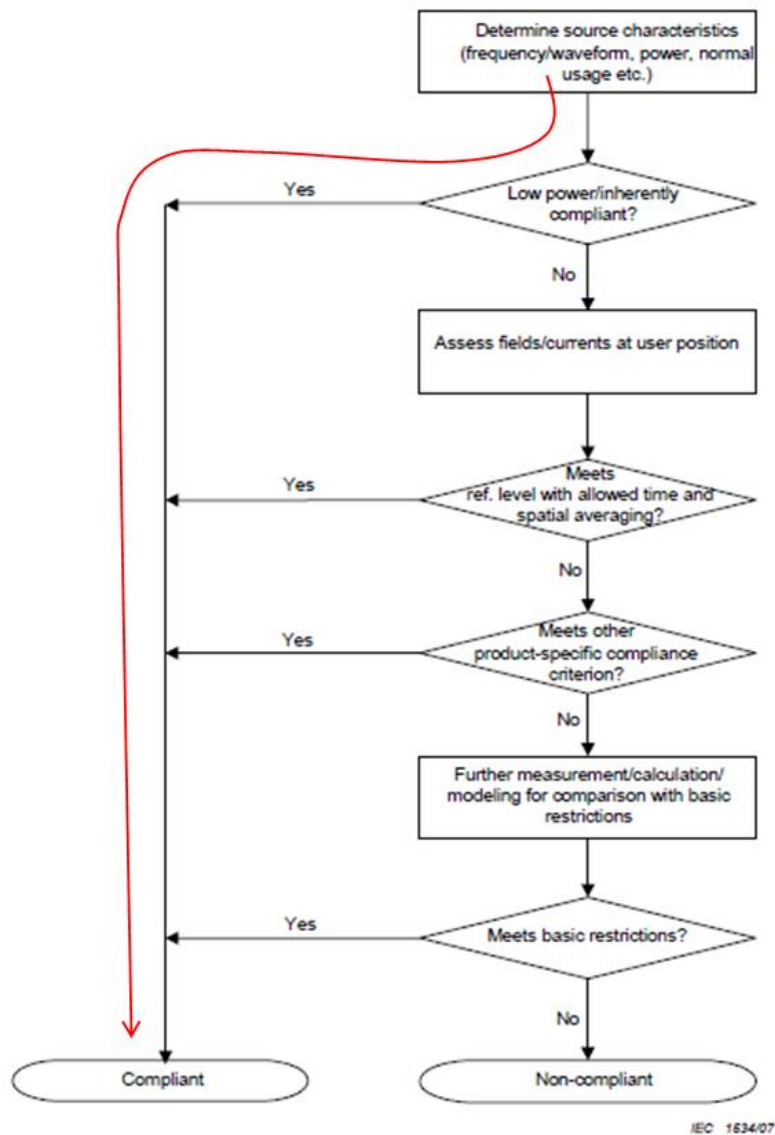 Determine source characteristics
(frequency/waveform, power, normal
usage etc.)
Yes
Low power/inherently
compliant?
No
Assess fields/currents at user position
Yes
Meets
ref. level with allowed time and
spatial averaging?
No
Yes
Meets other
product-specific compliance
criterion?
No
Further measurement/calculation/
modeling for comparison with basic
restrictions
Yes
Meets basic restrictions?
No
Compliant
Non-compliant
IEC 1534/07